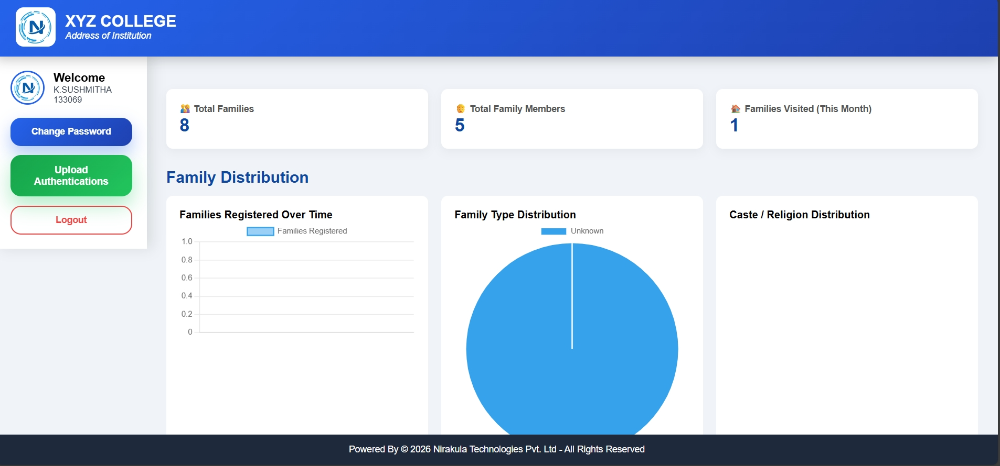 XYZ COLLEGE
Address of Institution
N
N
Welcome
K.SUSHMITHA
133069
Change Password
Upload
Authentications
Logout
Total Families
8
Total Family Members
5
Families Visited (This Month)
1
Family Distribution
Families Registered Over Time
Families Registered
1.0
0.8
0.6
0.4
0.2
0
Family Type Distribution
Unknown
Caste / Religion Distribution
Powered By © 2026 Nirakula Technologies Pvt. Ltd - All Rights Reserved